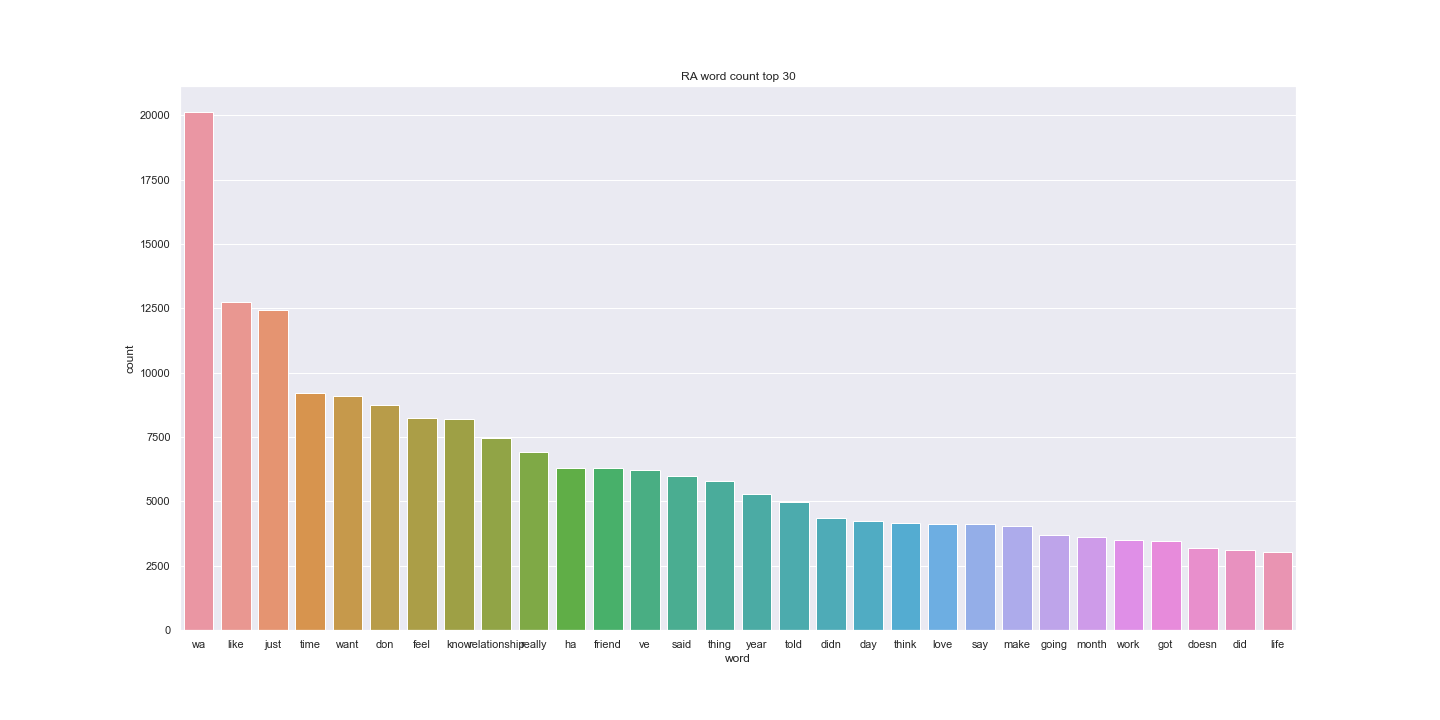 RA word count top 30
20000
17500
15000
12500
10000
7500
5000
2500
0
count
wa like just time want don feel know relationship really ha friend ve said thing year told didn day think love say make going month work got doesn did life
word